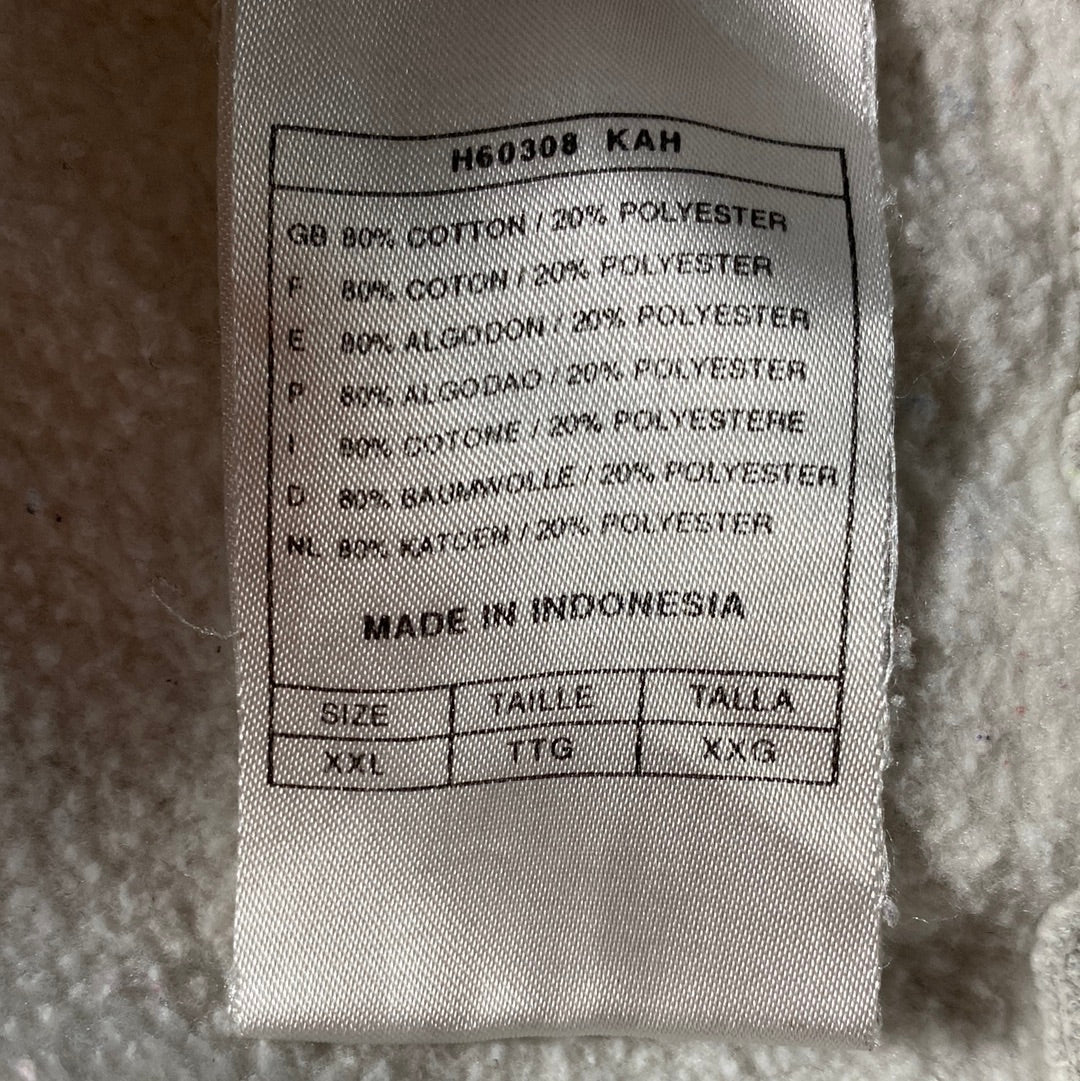 H60308 KAH
GB 80% COTTON / 20% POLYESTER
F 80% COTON / 20% POLYESTER
E 80% ALGODON / 20% POLYESTER
P 80% ALGODAO / 20% POLYESTER
I 80% COTONE / 20% POLYESTERE
D 80% BAUMWOLLE / 20% POLYESTER
NL 80% KATOEN / 20% POLYESTER
MADE IN INDONESIA
SIZE TAILLE TALLA
XXL TTG XXG